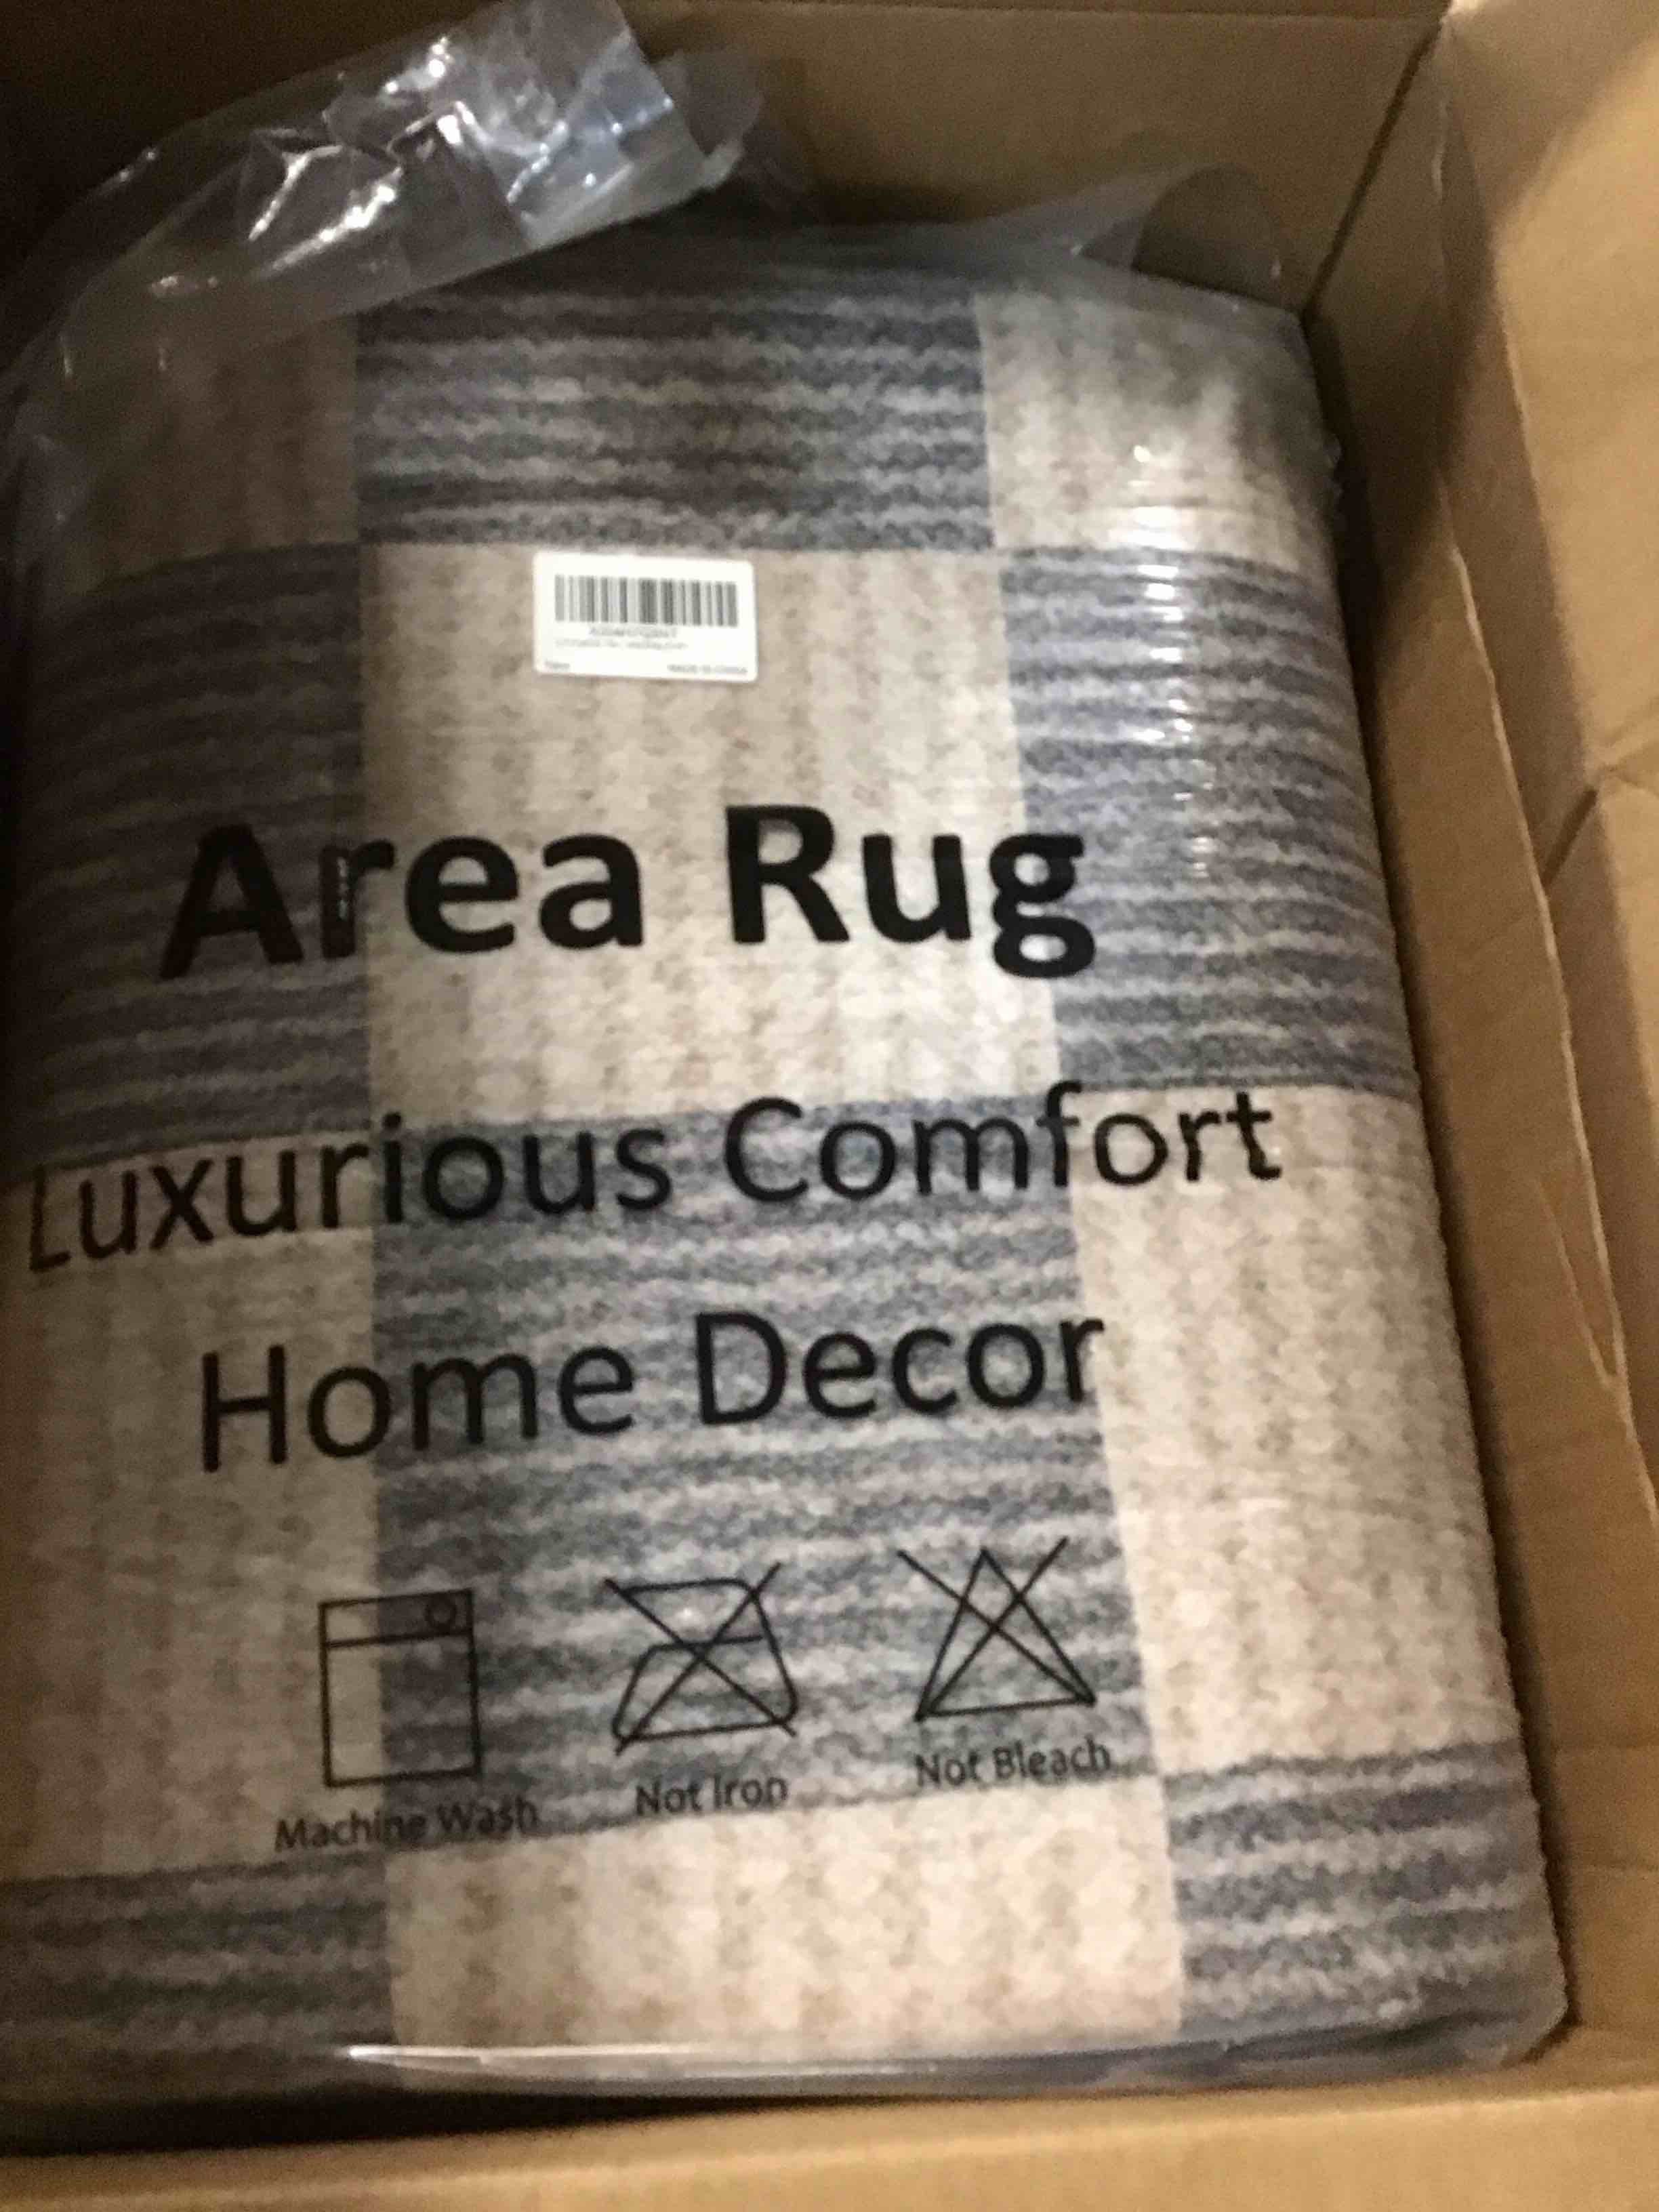 Area Rug
Luxurious Comfort
Home Decor
Machine Wash
Not Iron
Not Bleach